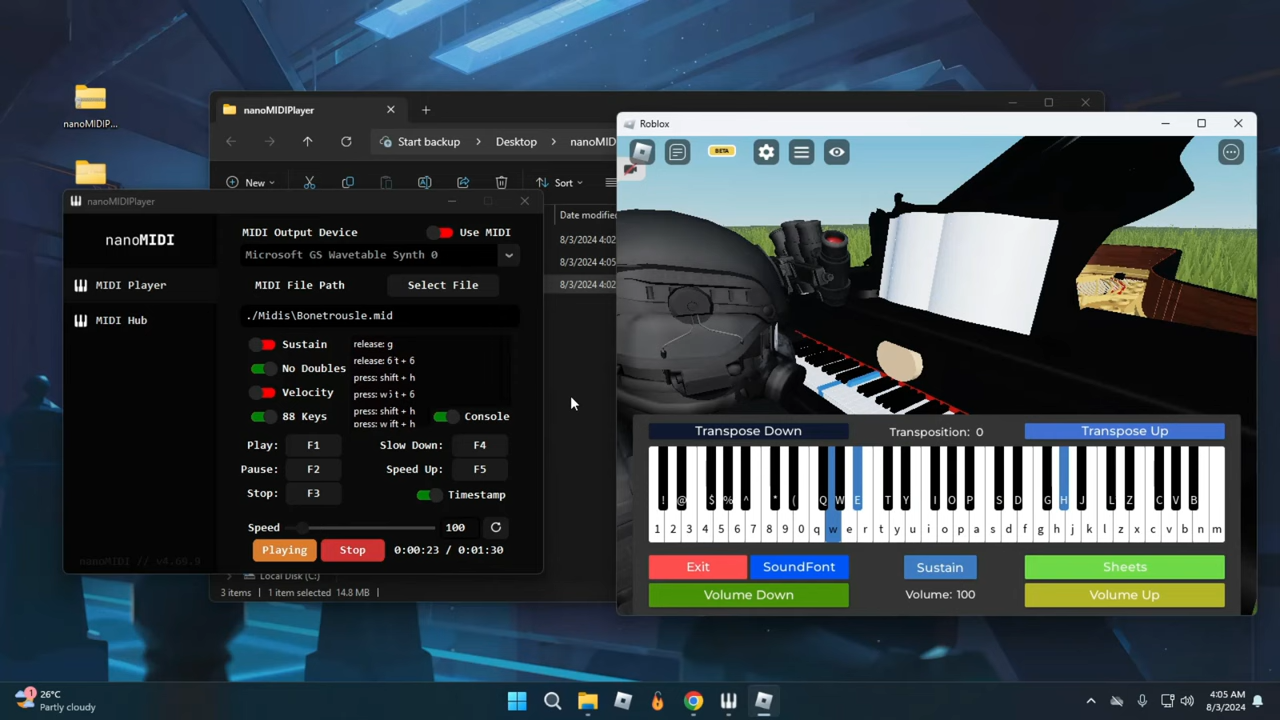 nanoMIDIP...
nanoMIDIPlayer
Start backup
Desktop
nanoMID
New
Sort
Date modifie
8/3/2024 4:02
8/3/2024 4:05
8/3/2024 4:02
Local Disk (C:)
3 items
1 item selected 14.8 MB
nanoMIDIPlayer
nanoMIDI
MIDI Player
MIDI Hub
nanoMIDI // v4.60.9
MIDI Output Device
Use MIDI
Microsoft GS Wavetable Synth 0
MIDI File Path
Select File
./Midis\Bonetrousle.mid
Sustain
No Doubles
Velocity
88 Keys
release: g
release: 6 t + 6
press: shift + h
press: shift + h
Console
Play:
F1
Slow Down:
F4
Pause:
F2
Speed Up:
F5
Stop:
F3
Timestamp
Speed
100
Playing
Stop
0:00:23 / 0:01:30
Roblox
BETA
Transpose Down
Transposition: 0
Transpose Up
! @ $ % ^ * ( Q W E T Y I O P S D G H J L Z C V B
1 2 3 4 5 6 7 8 9 0 q w e r t y u i o p a s d f g h j k l z x c v b n m
Exit
SoundFont
Sustain
Sheets
Volume Down
Volume: 100
Volume Up
1
26°C
Partly cloudy
4:05 AM
8/3/2024